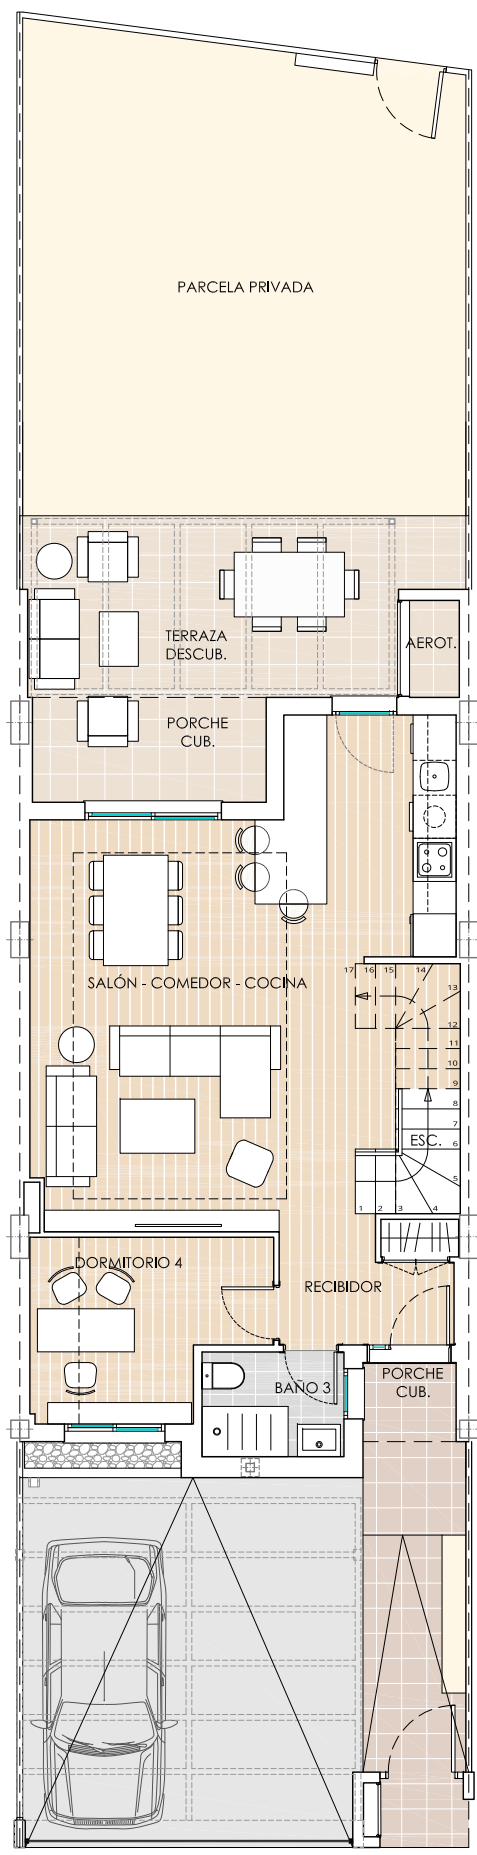 PARCELA PRIVADA
TERRAZA
DESCUB.
AEROT.
PORCHE
CUB.
SALÓN - COMEDOR - COCINA
17 16 15 14
13
12
11
10
9
8
7
ESC. 6
5
1 2 3 4
DORMITORIO 4
RECIBIDOR
BAÑO 3
PORCHE
CUB.